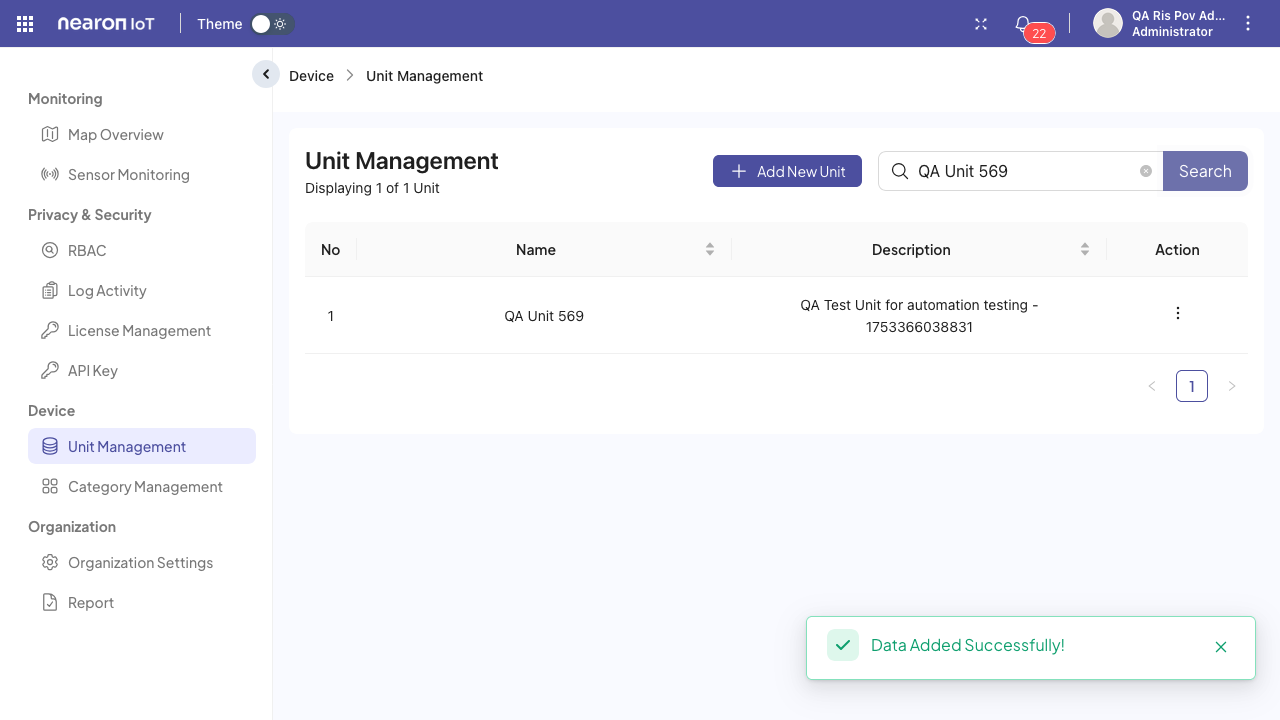 nearon IoT
Theme
22
QA Ris Pov Ad...
Administrator
Monitoring
Map Overview
Sensor Monitoring
Privacy & Security
RBAC
Log Activity
License Management
API Key
Device
Unit Management
Category Management
Organization
Organization Settings
Report
Device
Unit Management
Unit Management
Displaying 1 of 1 Unit
Add New Unit
QA Unit 569
Search
No
Name
Description
Action
1
QA Unit 569
QA Test Unit for automation testing -
1753366038831
1
Data Added Successfully!